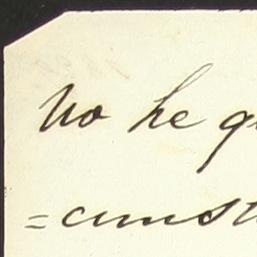 No he g
=cumst